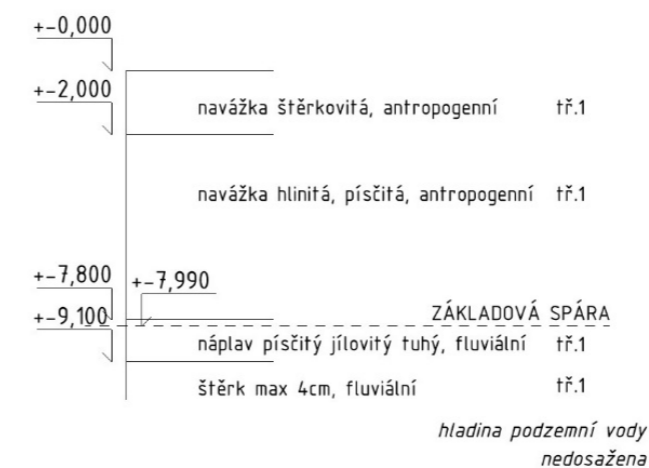 +-0,000
+-2,000
navážka štěrkovitá, antropogenní tř.1
navážka hlinitá, písčitá, antropogenní tř.1
+-7,800 +-7,990
+-9,100 ZÁKLADOVÁ SPÁRA
náplav písčitý jílovitý tuhý, fluviální tř.1
štěrk max 4cm, fluviální tř.1
hladina podzemní vody
nedosažena